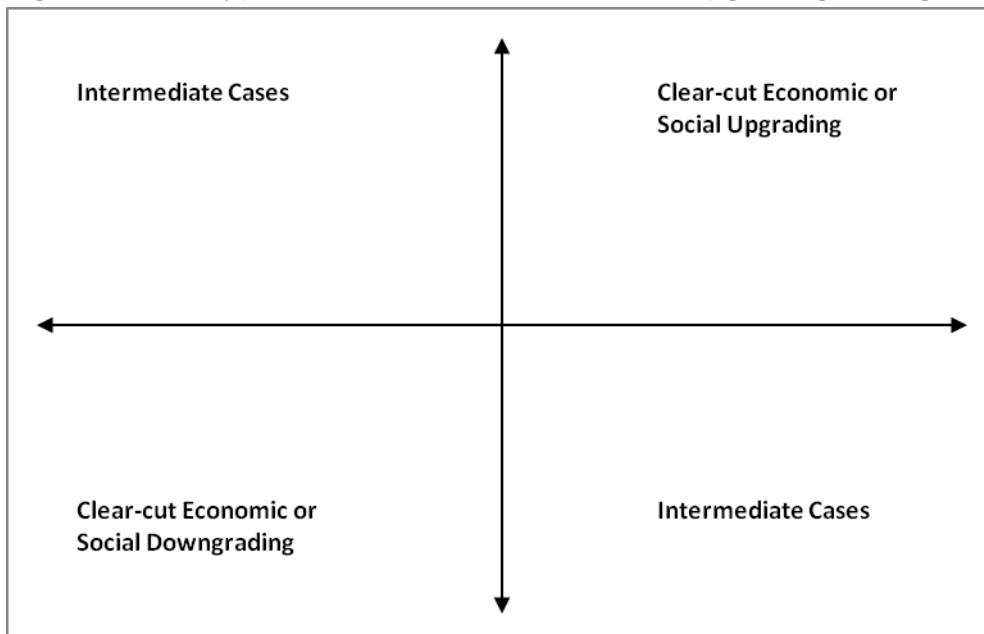 Intermediate Cases
Clear-cut Economic or
Social Upgrading
Clear-cut Economic or
Social Downgrading
Intermediate Cases